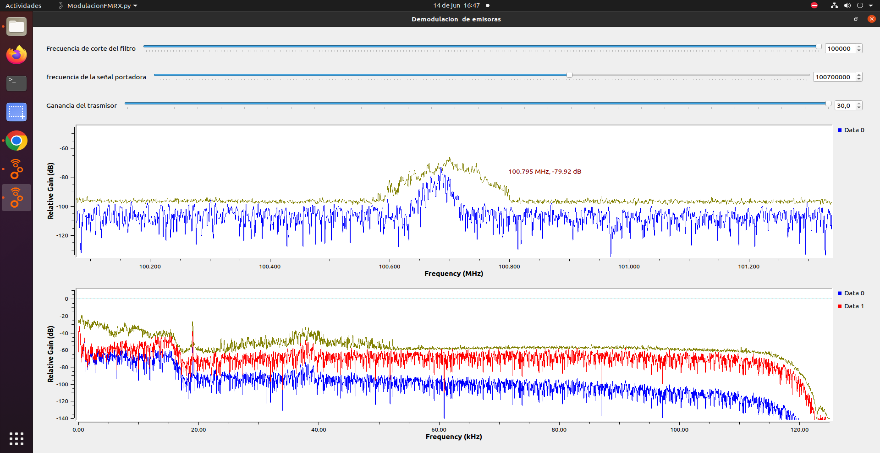 Actividades ModulacionFMRX.py 14 de jun 16:47
Demodulacion de emisoras
Frecuencia de corte del filtro 100000
frecuencia de la señal portadora 100700000
Ganancia del trasmisor 30,0
Relative Gain (dB)
-60
-80
-100
-120
100.795 MHz, -79.92 dB
Data 0
100.200 100.400 100.600 100.800 101.000 101.200
Frequency (MHz)
Relative Gain (dB)
0
-20
-40
-60
-80
-100
-120
-140
Data 0
Data 1
0.00 20.00 40.00 60.00 80.00 100.00 120.00
Frequency (kHz)